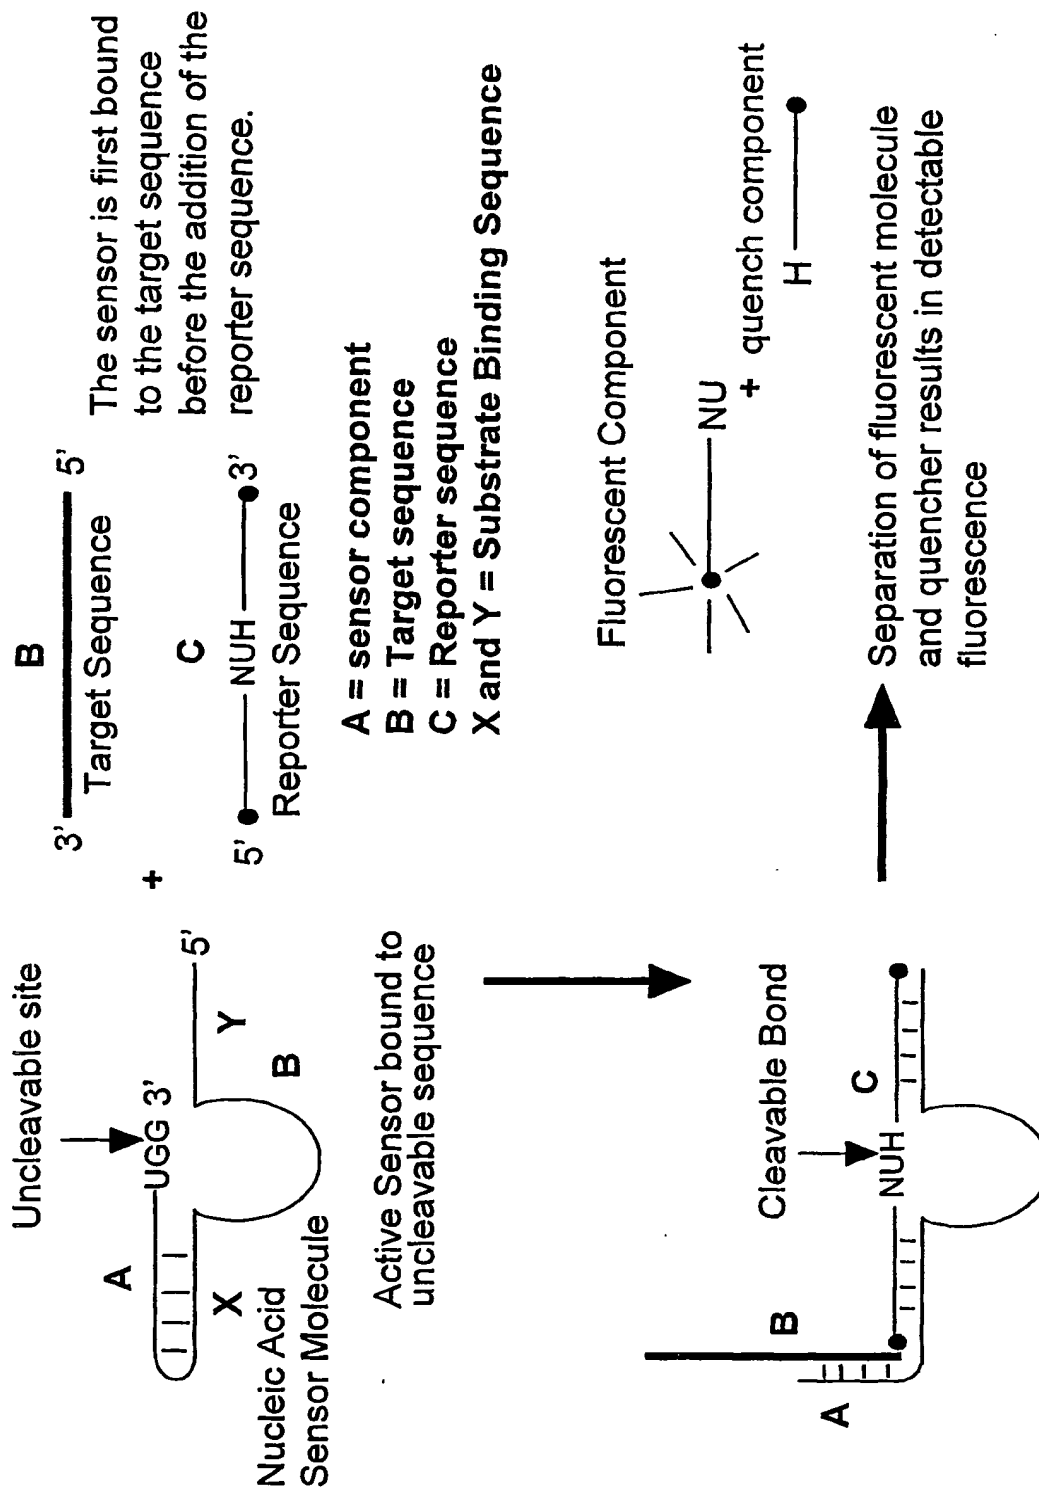 Uncleavable site
A
UGG 3'
5'
X
Y
B
Nucleic Acid
Sensor Molecule
+
B
3'
5'
Target Sequence
C
5'
NUH
3'
Reporter Sequence
The sensor is first bound
to the target sequence
before the addition of the
reporter sequence.
A = sensor component
B = Target sequence
C = Reporter sequence
X and Y = Substrate Binding Sequence
Active Sensor bound to
uncleavable sequence
Cleavable Bond
A
B
NUH
C
Fluorescent Component
NU
+ quench component
H
Separation of fluorescent molecule
and quencher results in detectable
fluorescence